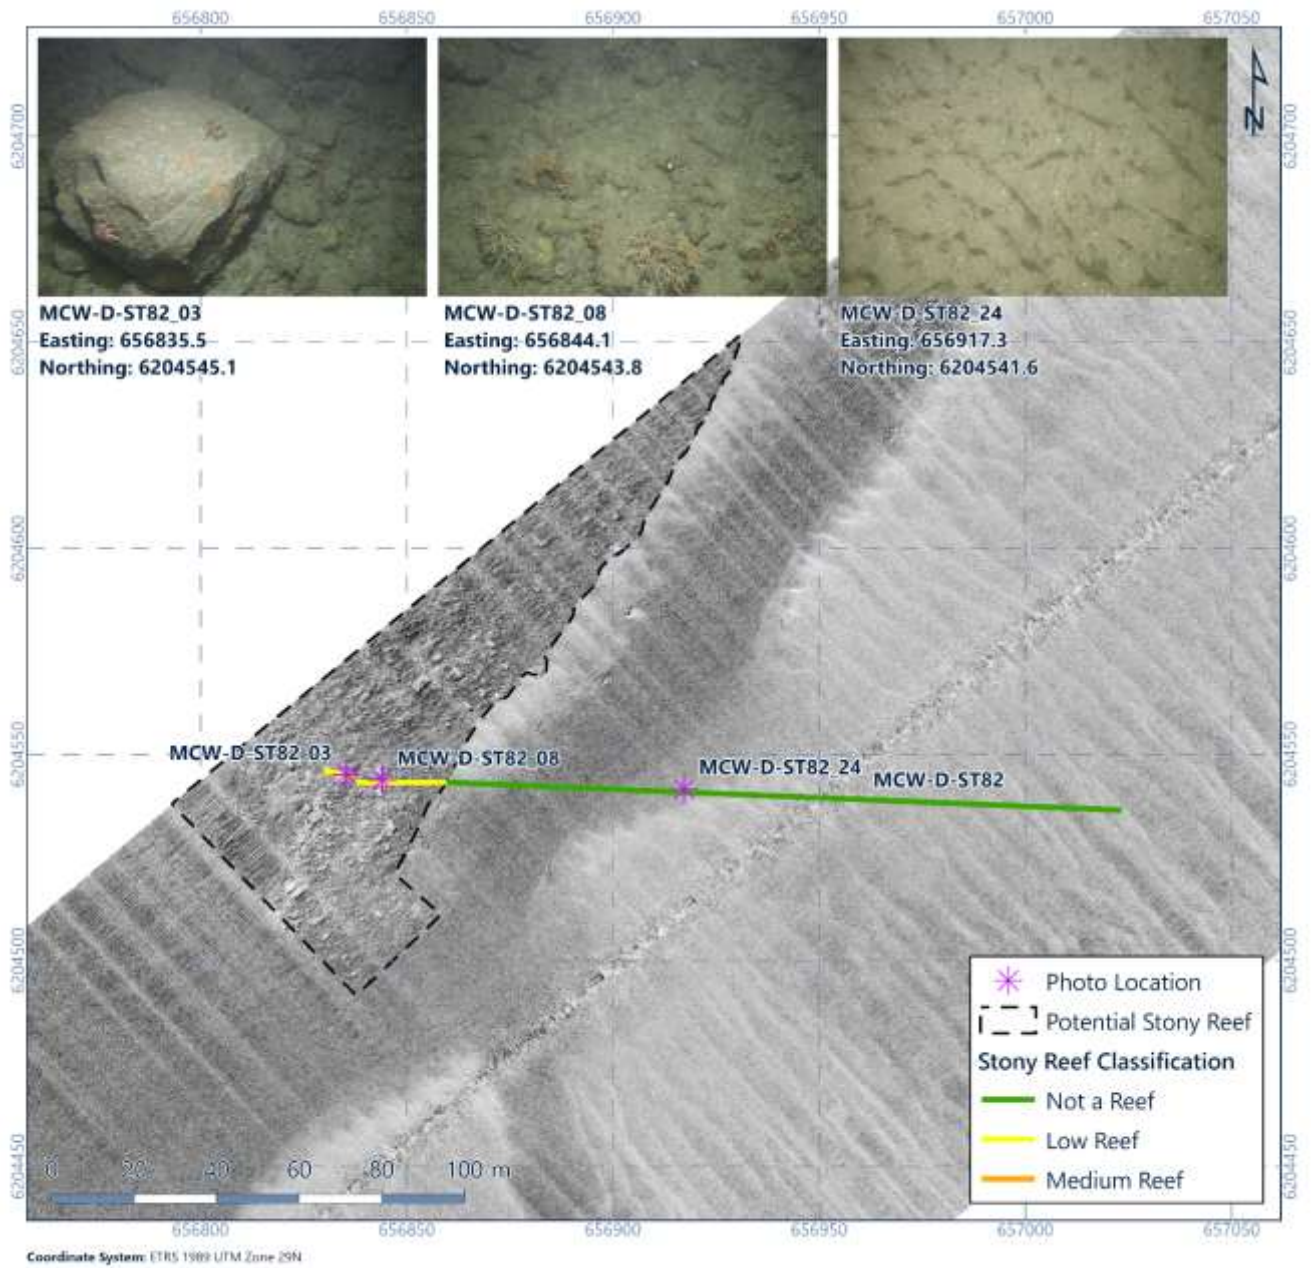 656800 656850 656900 656950 657000 657050
6204700 6204700
N
MCW-D-ST82_03
Easting: 656835.5
Northing: 6204545.1
MCW-D-ST82_08
Easting: 656844.1
Northing: 6204543.8
MCW-D-ST82_24
Easting: 656917.3
Northing: 6204541.6
6204650 6204650
6204600 6204600
6204550 6204550
MCW-D-ST82_03
MCW-D-ST82_08
MCW-D-ST82_24
MCW-D-ST82
6204500 6204500
Photo Location
Potential Stony Reef
Stony Reef Classification
Not a Reef
Low Reef
Medium Reef
6204450 6204450
0 20 40 60 80 100 m
656800 656850 656900 656950 657000 657050
Coordinate System: ETRS 1989 UTM Zone 29N